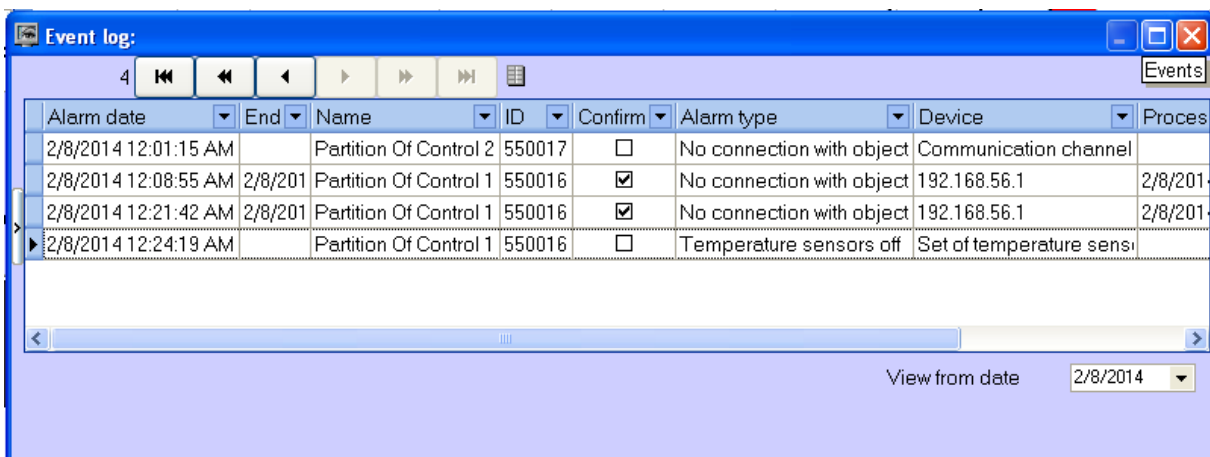 Event log:
4
Events
Alarm date End Name ID Confirm Alarm type Device Proces
2/8/2014 12:01:15 AM Partition Of Control 2 550017 No connection with object Communication channel
2/8/2014 12:08:55 AM 2/8/201 Partition Of Control 1 550016 No connection with object 192.168.56.1 2/8/201
2/8/2014 12:21:42 AM 2/8/201 Partition Of Control 1 550016 No connection with object 192.168.56.1 2/8/201
2/8/2014 12:24:19 AM Partition Of Control 1 550016 Temperature sensors off Set of temperature sens
View from date 2/8/2014